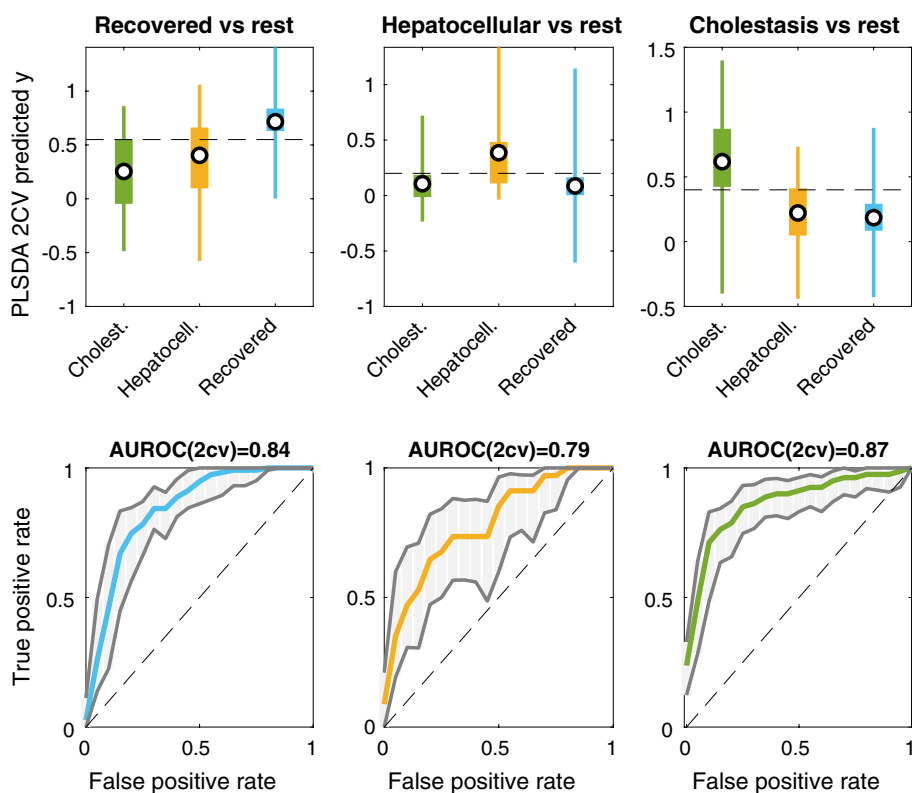 Recovered vs rest
Hepatocellular vs rest
Cholestasis vs rest
PLSDA 2CV predicted y
1
0.5
0
-0.5
-1
Cholest.
Hepatocell.
Recovered
1
0.5
0
-0.5
-1
Cholest.
Hepatocell.
Recovered
1.5
1
0.5
0
-0.5
Cholest.
Hepatocell.
Recovered
AUROC(2cv)=0.84
AUROC(2cv)=0.79
AUROC(2cv)=0.87
True positive rate
1
0.5
0
0 0.5 1
False positive rate
1
0.5
0
0 0.5 1
False positive rate
1
0.5
0
0 0.5 1
False positive rate